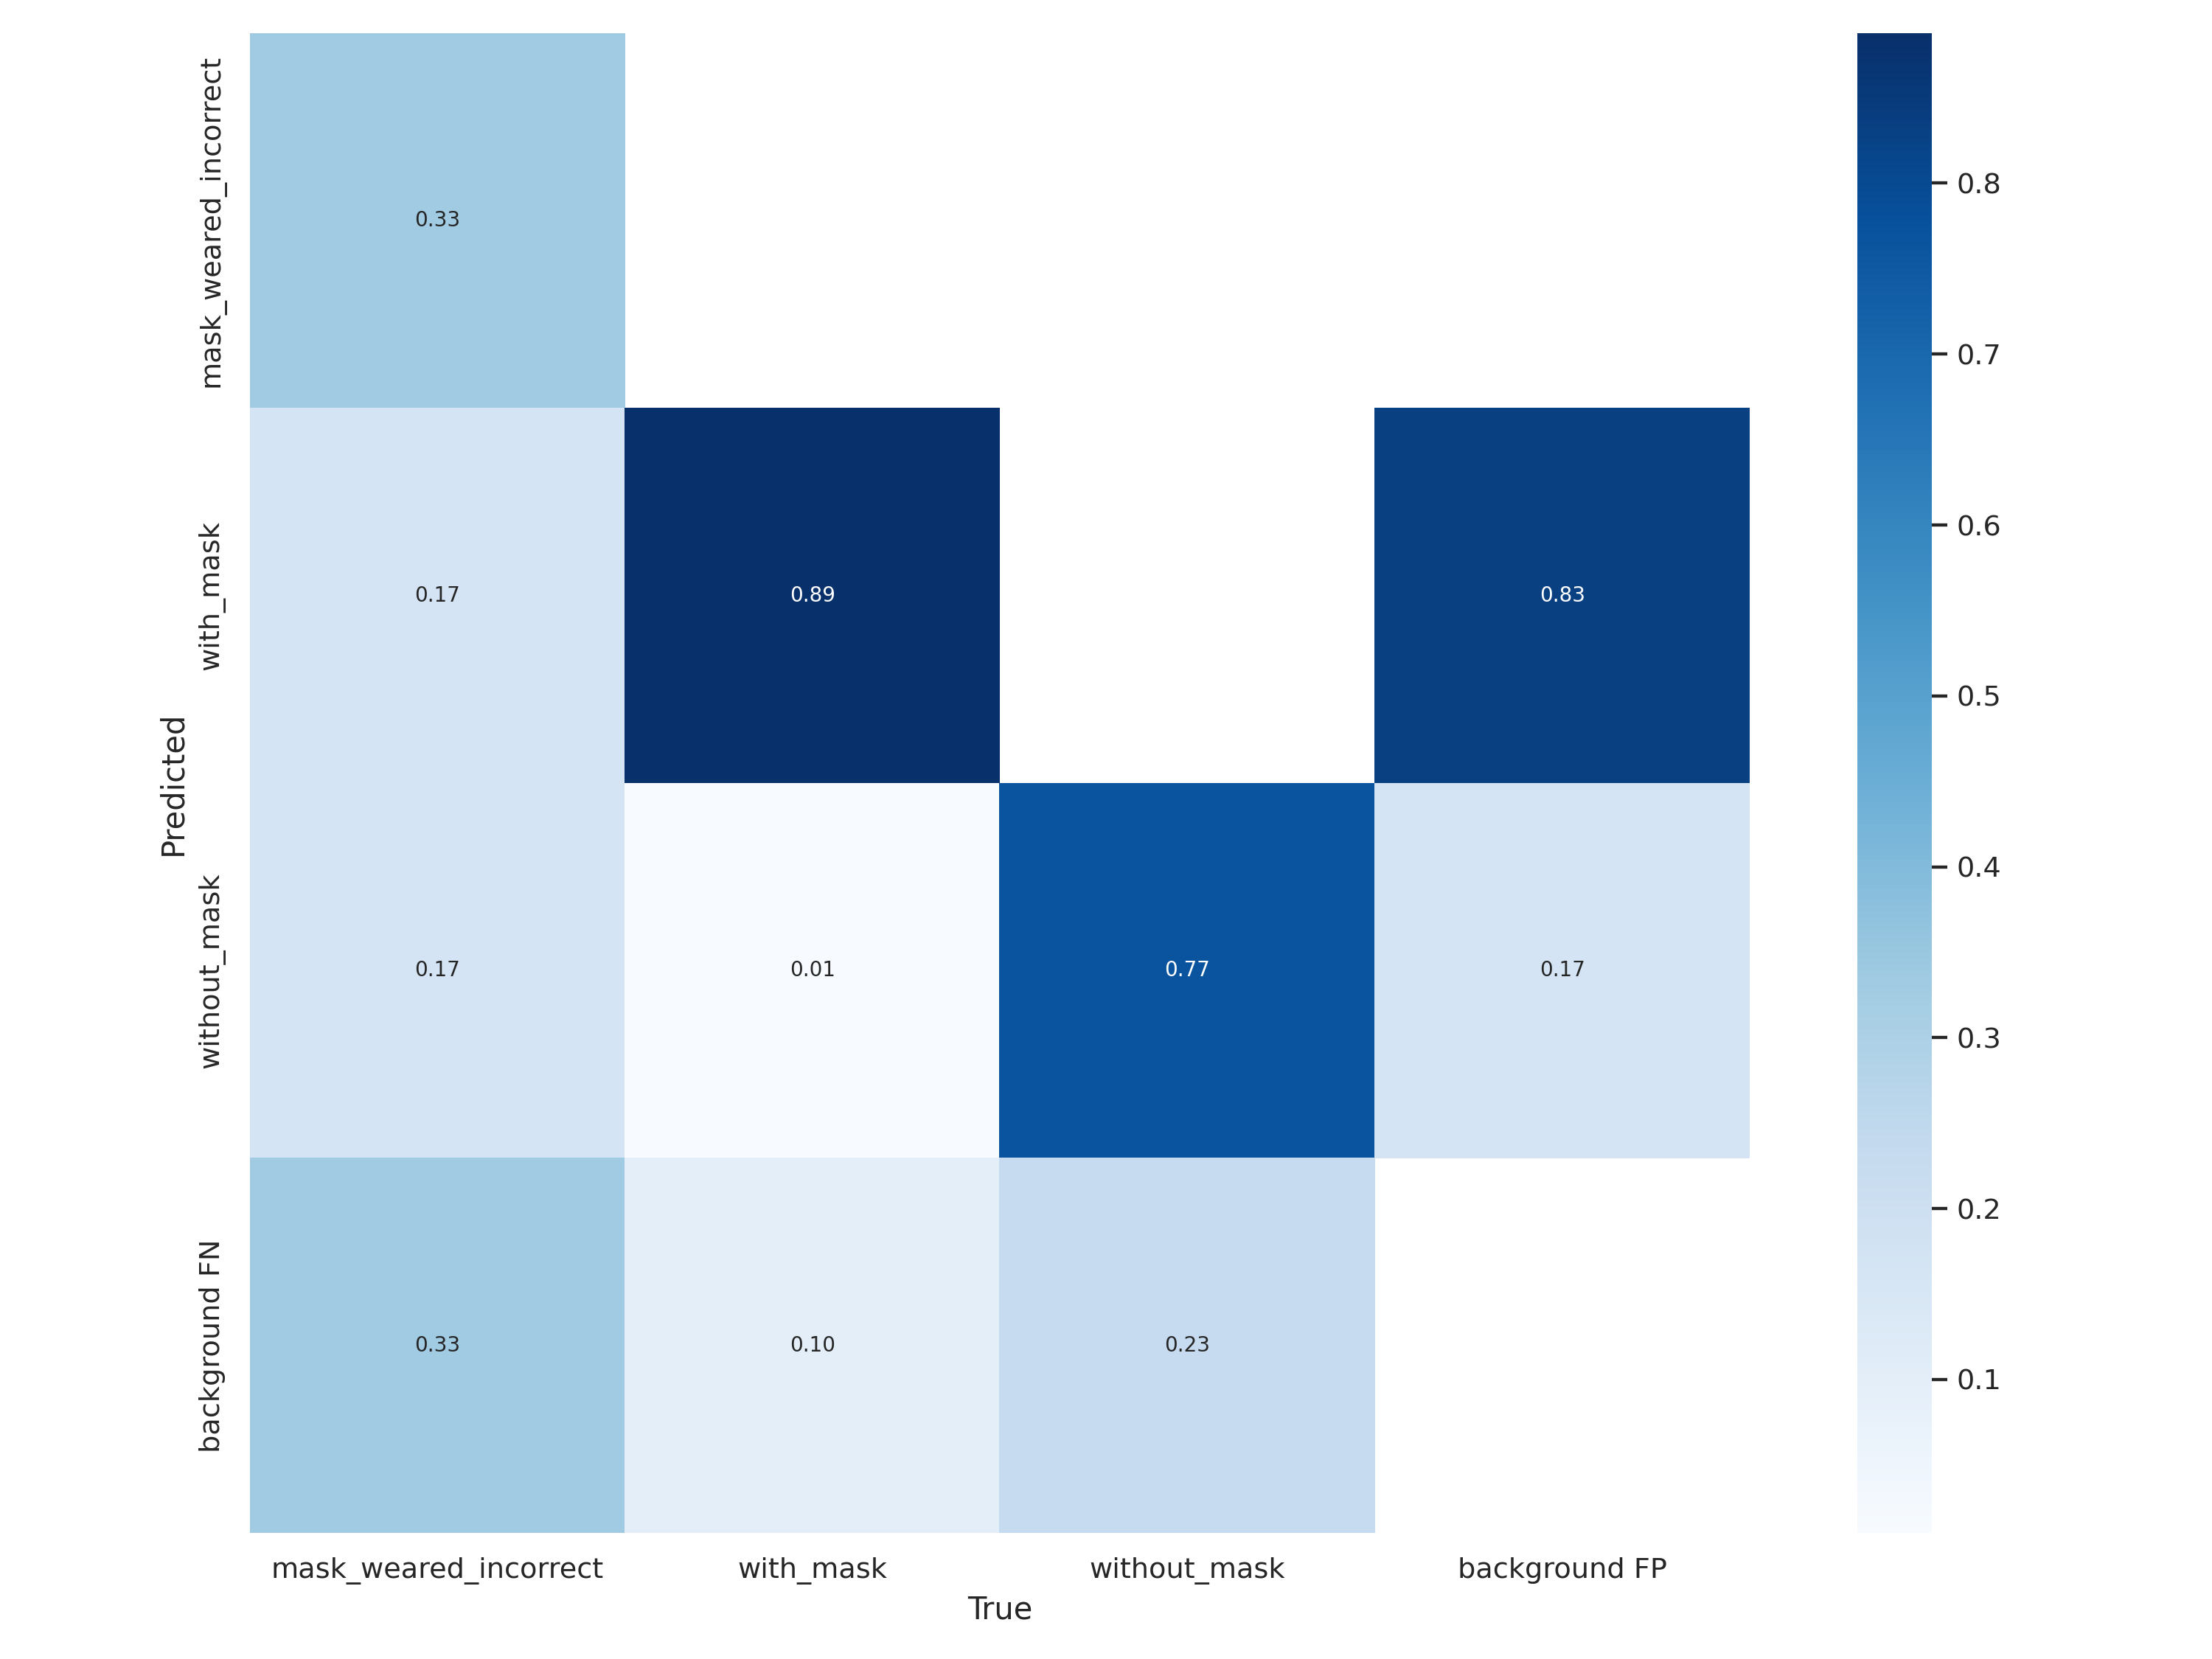 mask_weared_incorrect
with_mask
without_mask
background FN
Predicted
0.33
0.17 0.89 0.83
0.17 0.01 0.77 0.17
0.33 0.10 0.23
mask_weared_incorrect with_mask without_mask background FP
True
0.8
0.7
0.6
0.5
0.4
0.3
0.2
0.1